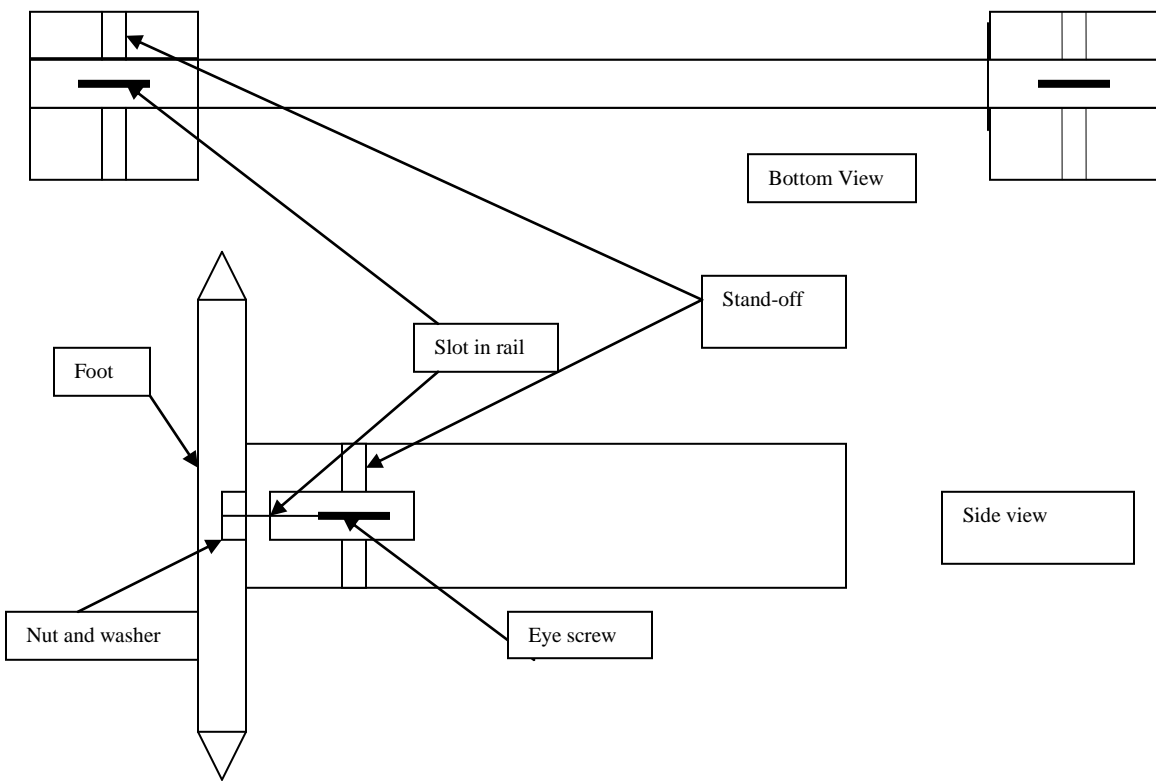 Bottom View
Stand-off
Slot in rail
Foot
Side view
Nut and washer
Eye screw